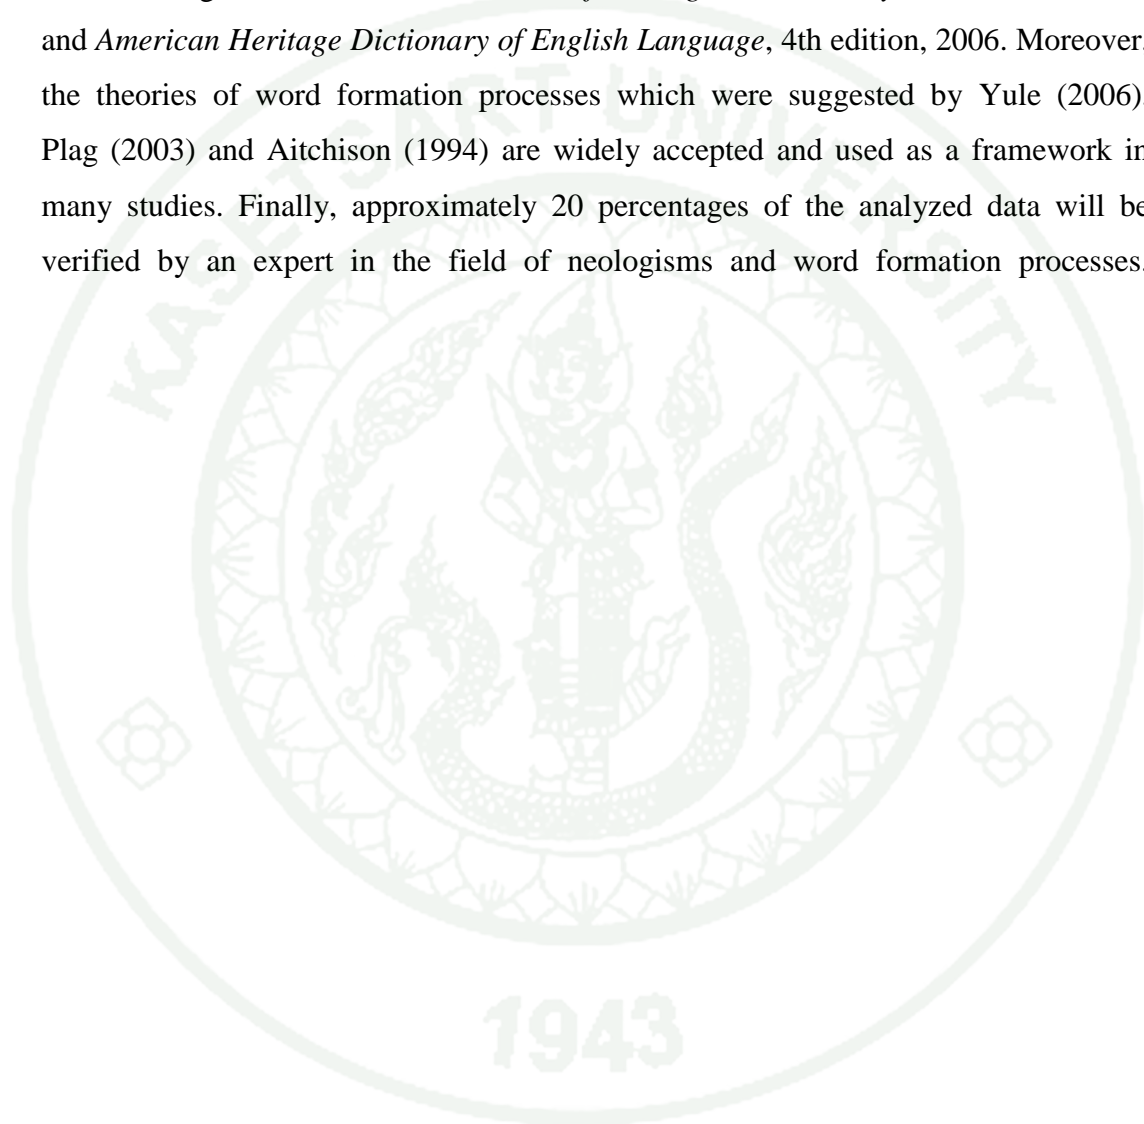 and American Heritage Dictionary of English Language, 4th edition, 2006. Moreover,
the theories of word formation processes which were suggested by Yule (2006),
Plag (2003) and Aitchison (1994) are widely accepted and used as a framework in
many studies. Finally, approximately 20 percentages of the analyzed data will be
verified by an expert in the field of neologisms and word formation processes.
KASETSART UNIVERSITY
1943